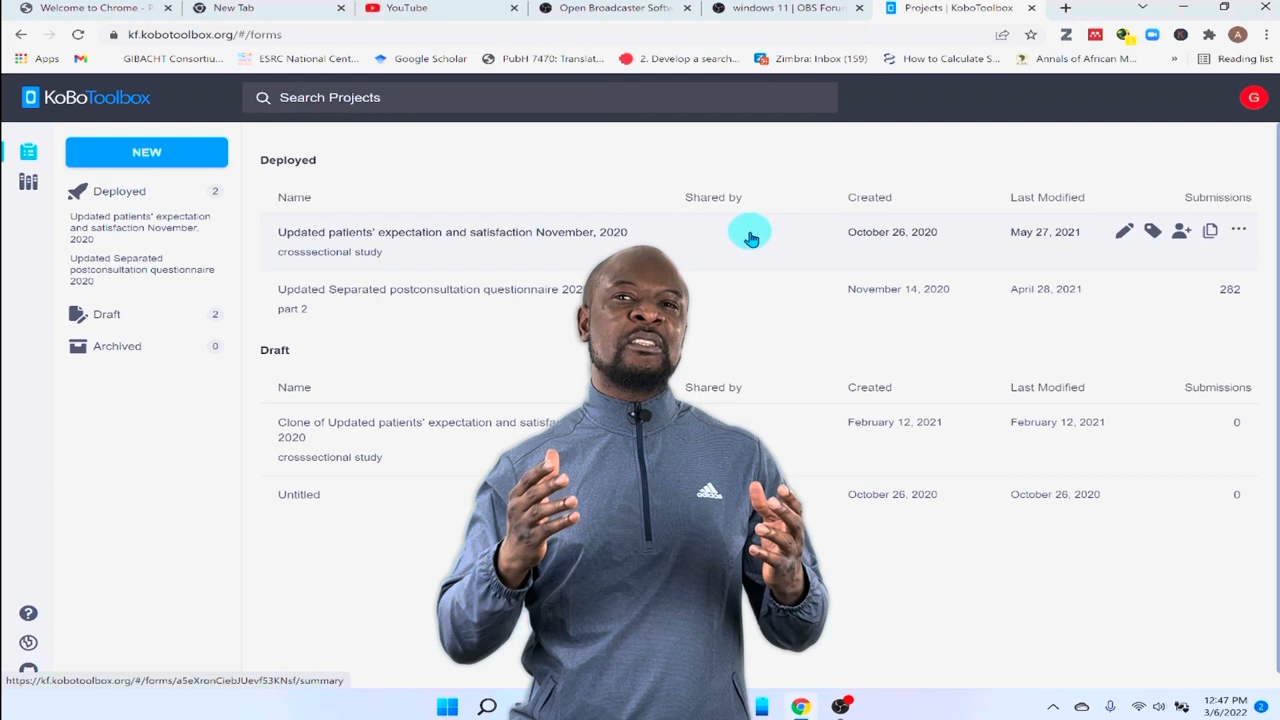 Welcome to Chrome - P
New Tab
YouTube
Open Broadcaster Softw
windows 11 | OBS Forum
Projects | KoBoToolbox
kf.kobotoolbox.org/#/forms
Apps
GIBACHT Consortiu...
ESRC National Cent...
Google Scholar
PubH 7470: Translat...
2. Develop a search...
Zimbra: Inbox (159)
How to Calculate S...
Annals of African M...
»
Reading list
A
KoBoToolbox
Search Projects
G
NEW
Deployed 2
Updated patients' expectation
and satisfaction November,
2020
Updated Separated
postconsultation questionnaire
2020
Draft 2
Archived 0
Deployed
Name Shared by Created Last Modified Submissions
Updated patients' expectation and satisfaction November, 2020 October 26, 2020 May 27, 2021
crosssectional study
Updated Separated postconsultation questionnaire 202 November 14, 2020 April 28, 2021 282
part 2
Draft
Name Shared by Created Last Modified Submissions
Clone of Updated patients' expectation and satisfa February 12, 2021 February 12, 2021 0
2020
crosssectional study
Untitled October 26, 2020 October 26, 2020 0
adidas
https://kf.kobotoolbox.org/#/forms/a5eXronCiebJUevf53KNsf/summary
12:47 PM
3/6/2022
2